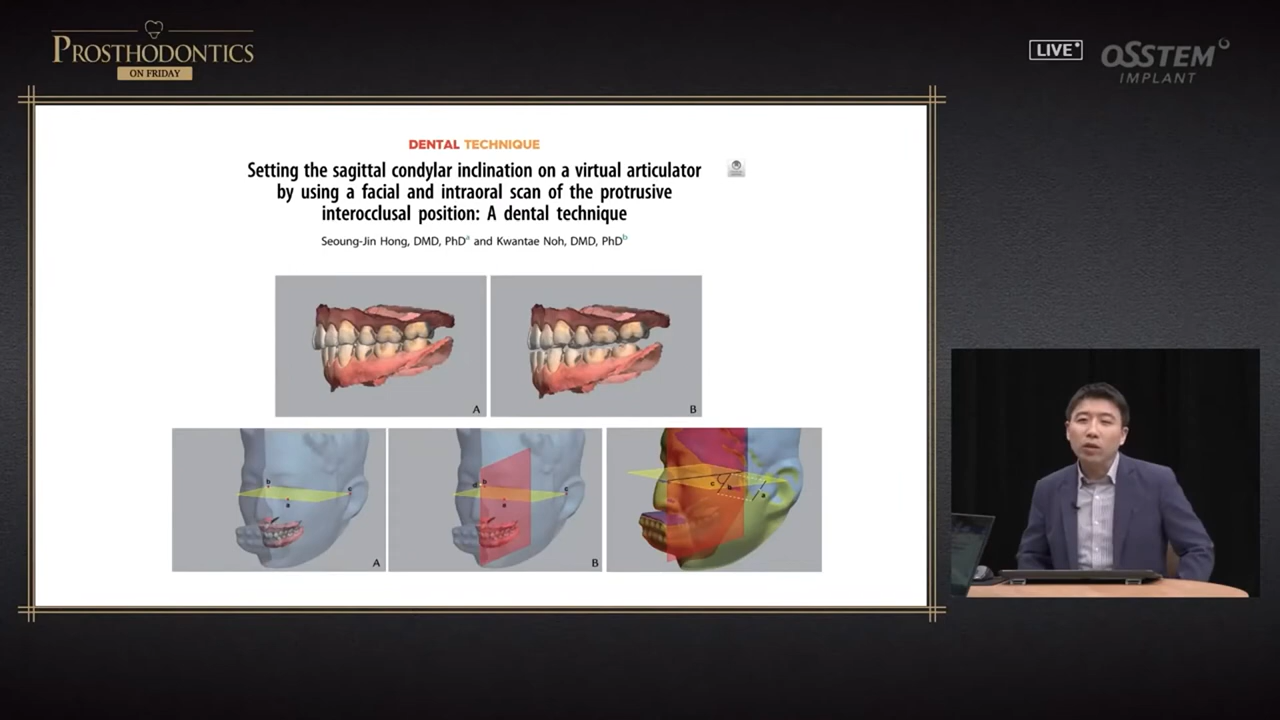 PROSTHODONTICS
ON FRIDAY
LIVE
OSSTEM
IMPLANT
DENTAL TECHNIQUE
Setting the sagittal condylar inclination on a virtual articulator
by using a facial and intraoral scan of the protrusive
interocclusal position: A dental technique
Seoung-Jin Hong, DMD, PhDa and Kwantae Noh, DMD, PhDb
A
B
b
c
a
A
d
b
c
a
B
c
b
a